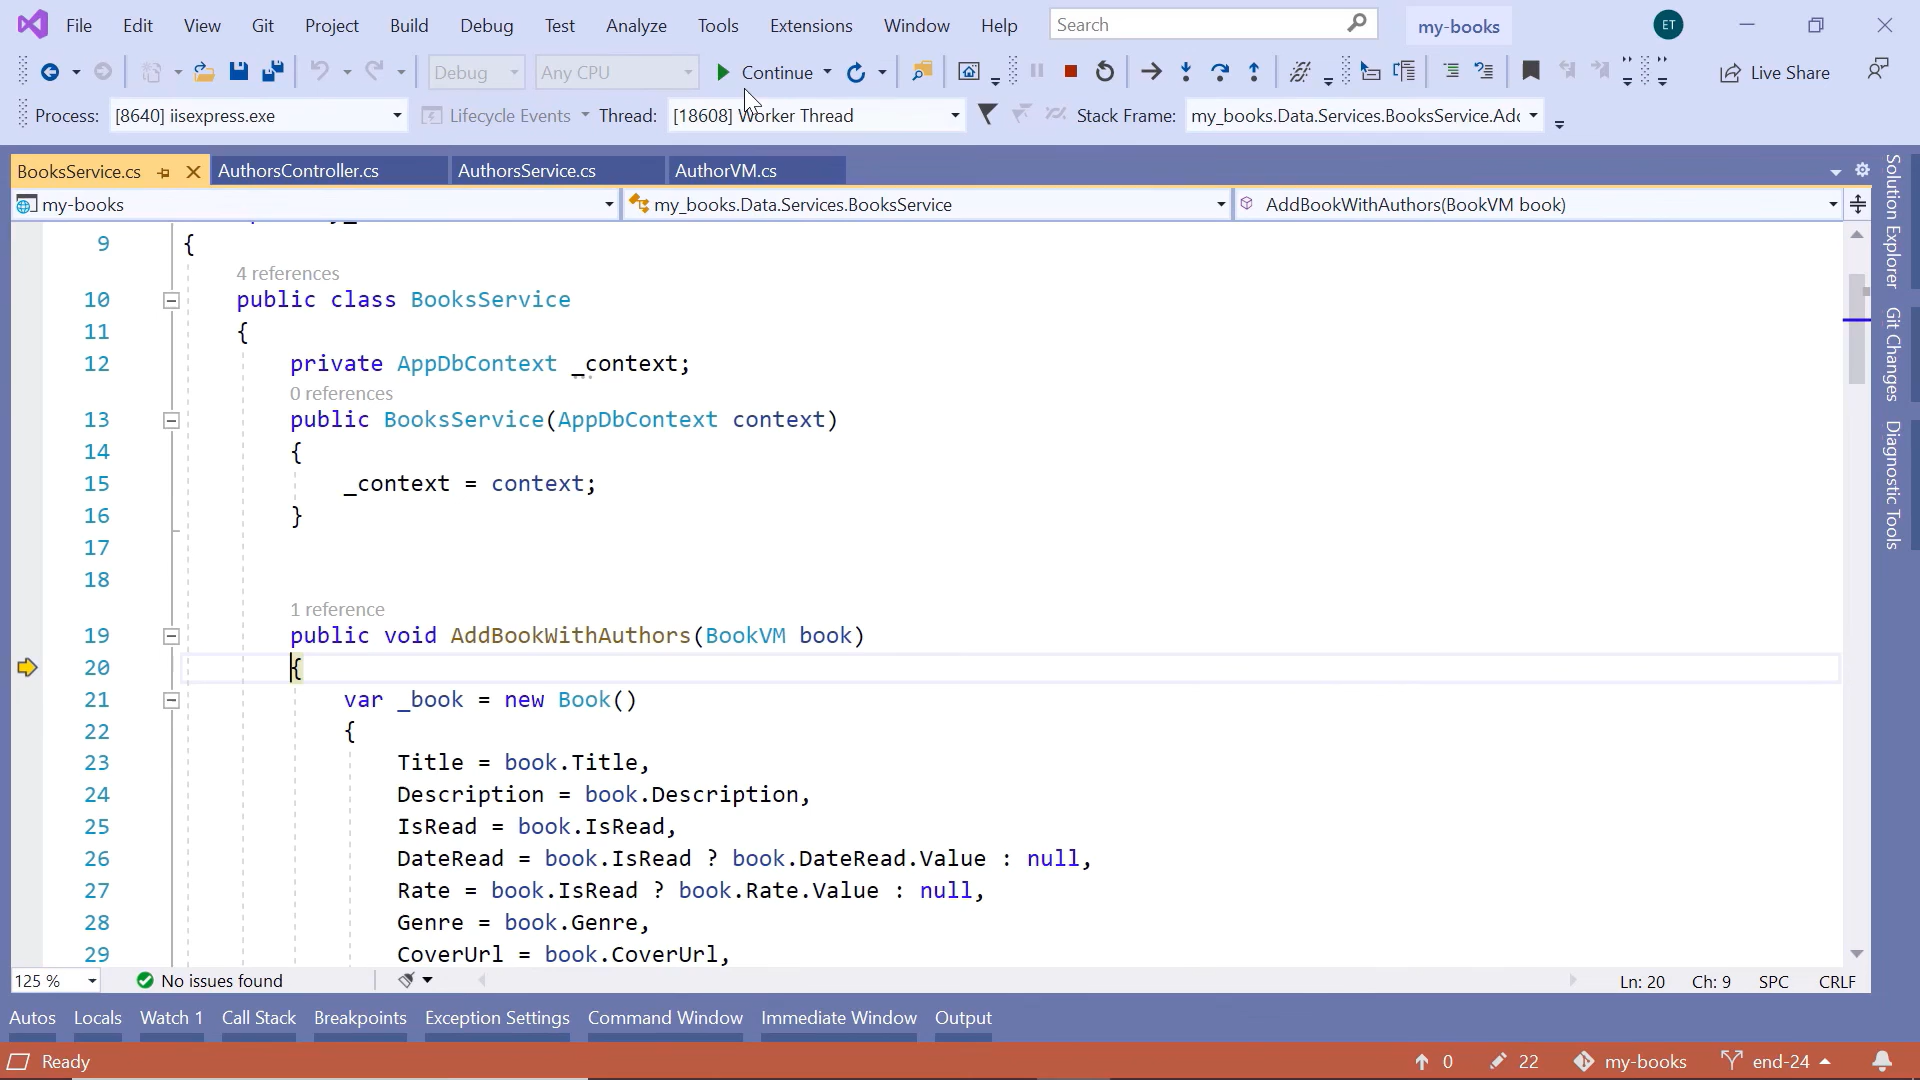 File Edit View Git Project Build Debug Test Analyze Tools Extensions Window Help Search my-books ET
Debug Any CPU Continue Live Share
Process: [8640] iisexpress.exe Lifecycle Events Thread: [18608] Worker Thread Stack Frame: my_books.Data.Services.BooksService.Adc
BooksService.cs AuthorsController.cs AuthorsService.cs AuthorVM.cs
my-books my_books.Data.Services.BooksService AddBookWithAuthors(BookVM book)
9 {
4 references
10 public class BooksService
11 {
12 private AppDbContext _context;
0 references
13 public BooksService(AppDbContext context)
14 {
15 _context = context;
16 }
17
18
1 reference
19 public void AddBookWithAuthors(BookVM book)
20 {
21 var _book = new Book()
22 {
23 Title = book.Title,
24 Description = book.Description,
25 IsRead = book.IsRead,
26 DateRead = book.IsRead ? book.DateRead.Value : null,
27 Rate = book.IsRead ? book.Rate.Value : null,
28 Genre = book.Genre,
29 CoverUrl = book.CoverUrl,
Solution Explorer
Git Changes
Diagnostic Tools
125 % No issues found Ln: 20 Ch: 9 SPC CRLF
Autos Locals Watch 1 Call Stack Breakpoints Exception Settings Command Window Immediate Window Output
Ready 0 22 my-books end-24